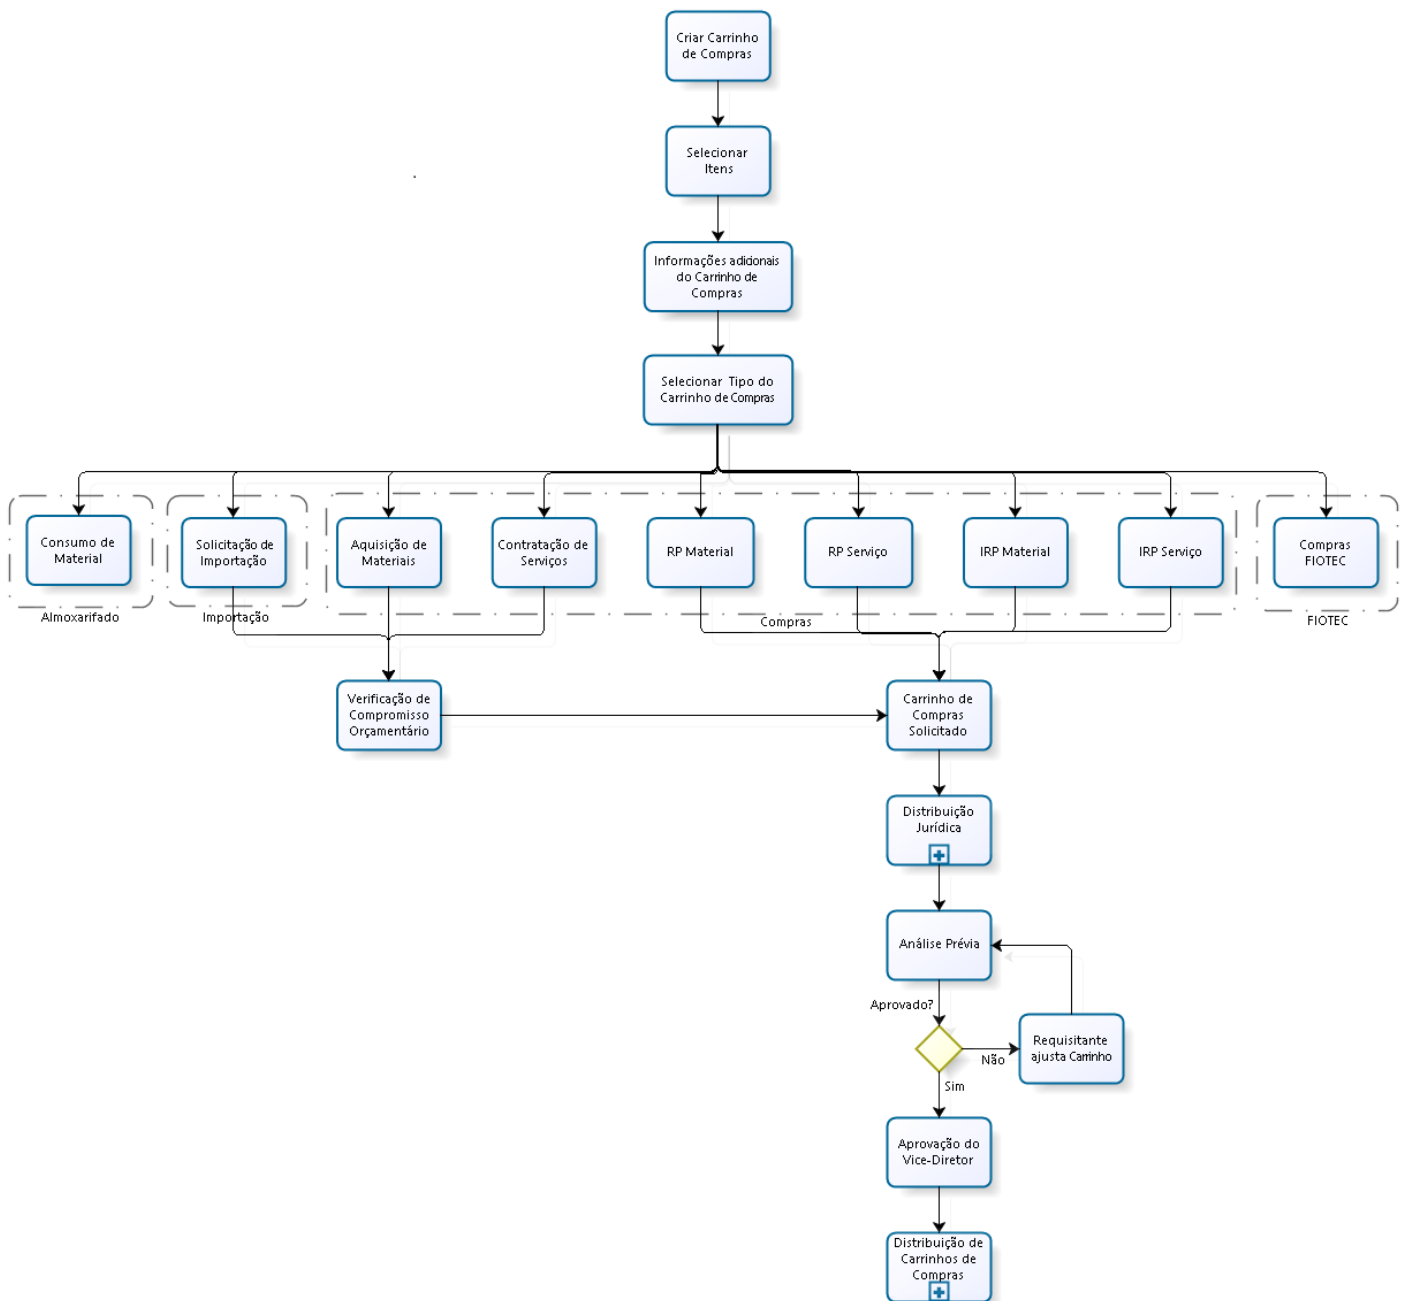 Criar Carrinho
de Compras
Selecionar
Itens
Informações adicionais
do Carrinho de
Compras
Selecionar Tipo do
Carrinho de Compras
Consumo de
Material
Solicitação de
Importação
Aquisição de
Materiais
Contratação de
Serviços
RP Material
RP Serviço
IRP Material
IRP Serviço
Compras
FIOTEC
Almoxarifado
Importação
Compras
FIOTEC
Verificação de
Compromisso
Orçamentário
Carrinho de
Compras
Solicitado
Distribuição
Jurídica
Análise Prévia
Aprovado?
Não
Requisitante
ajusta Carrinho
Sim
Aprovação do
Vice-Diretor
Distribuição de
Carrinhos de
Compras